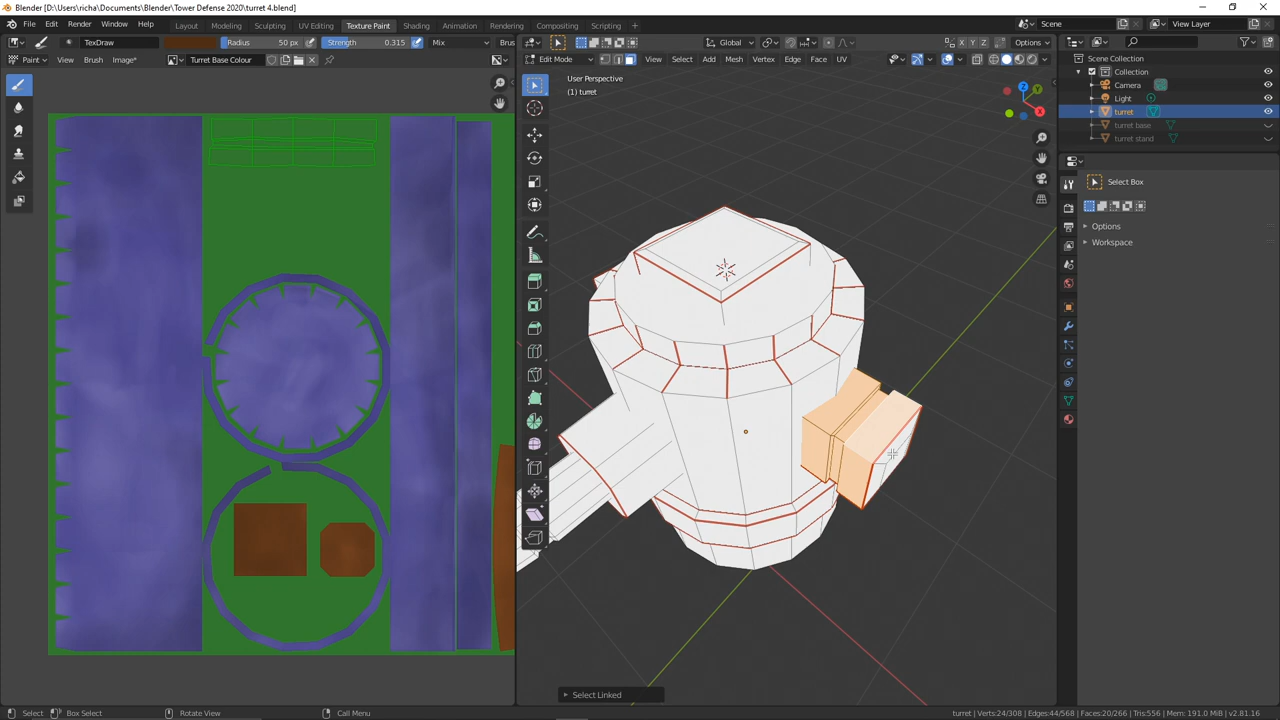 Blender [D:\Users\richa\Documents\Blender\Tower Defense 2020\turret 4.blend]
File Edit Render Window Help Layout Modeling Sculpting UV Editing Texture Paint Shading Animation Rendering Compositing Scripting Scene View Layer
TexDraw Radius 50 px Strength 0.315 Mix Brus Global X Y Z Options
Paint View Brush Image* Turret Base Colour Edit Mode View Select Add Mesh Vertex Edge Face UV
User Perspective
(1) turret
Scene Collection
Collection
Camera
Light
turret
turret base
turret stand
Select Box
Options
Workspace
Z
Y
X
Select Linked
Select Box Select Rotate View Call Menu turret | Verts:24/308 | Edges:44/568 | Faces:20/266 | Tris:556 | Mem: 191.0 MiB | v2.81.16